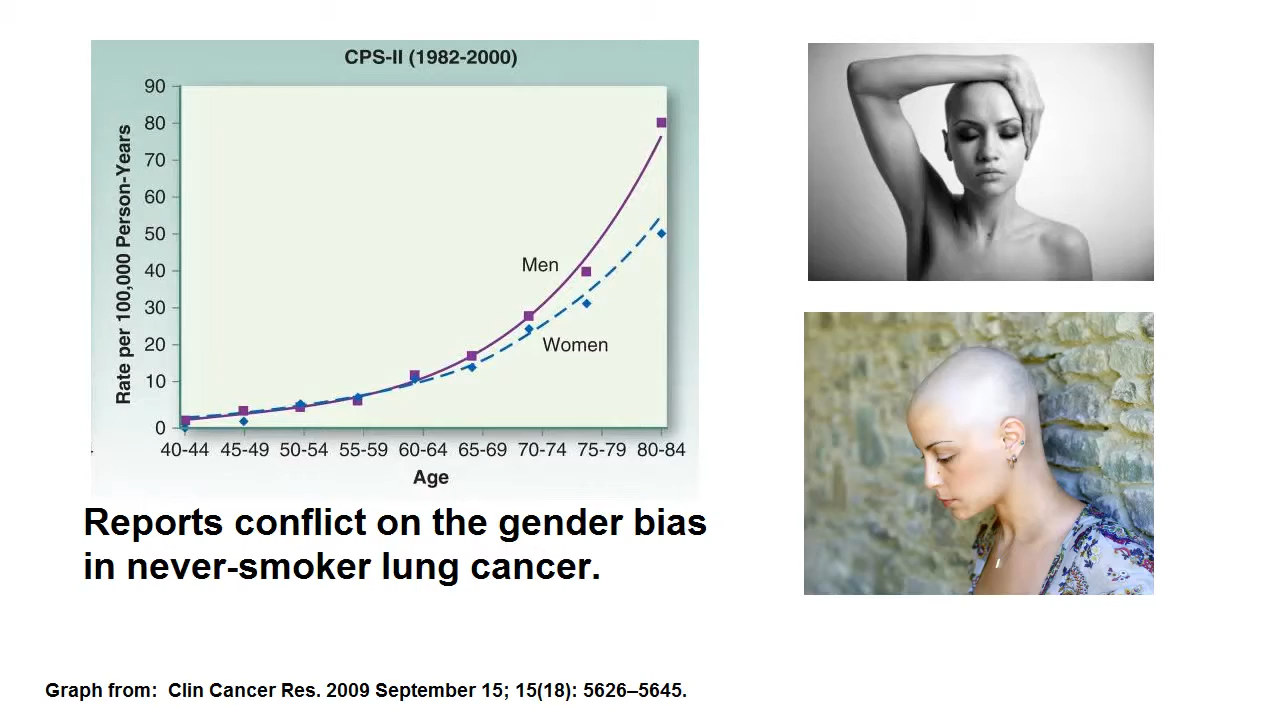 CPS-II (1982-2000)
Rate per 100,000 Person-Years
90
80
70
60
50
40
30
20
10
0
Men
Women
40-44 45-49 50-54 55-59 60-64 65-69 70-74 75-79 80-84
Age
Reports conflict on the gender bias
in never-smoker lung cancer.
Graph from:  Clin Cancer Res. 2009 September 15; 15(18): 5626–5645.